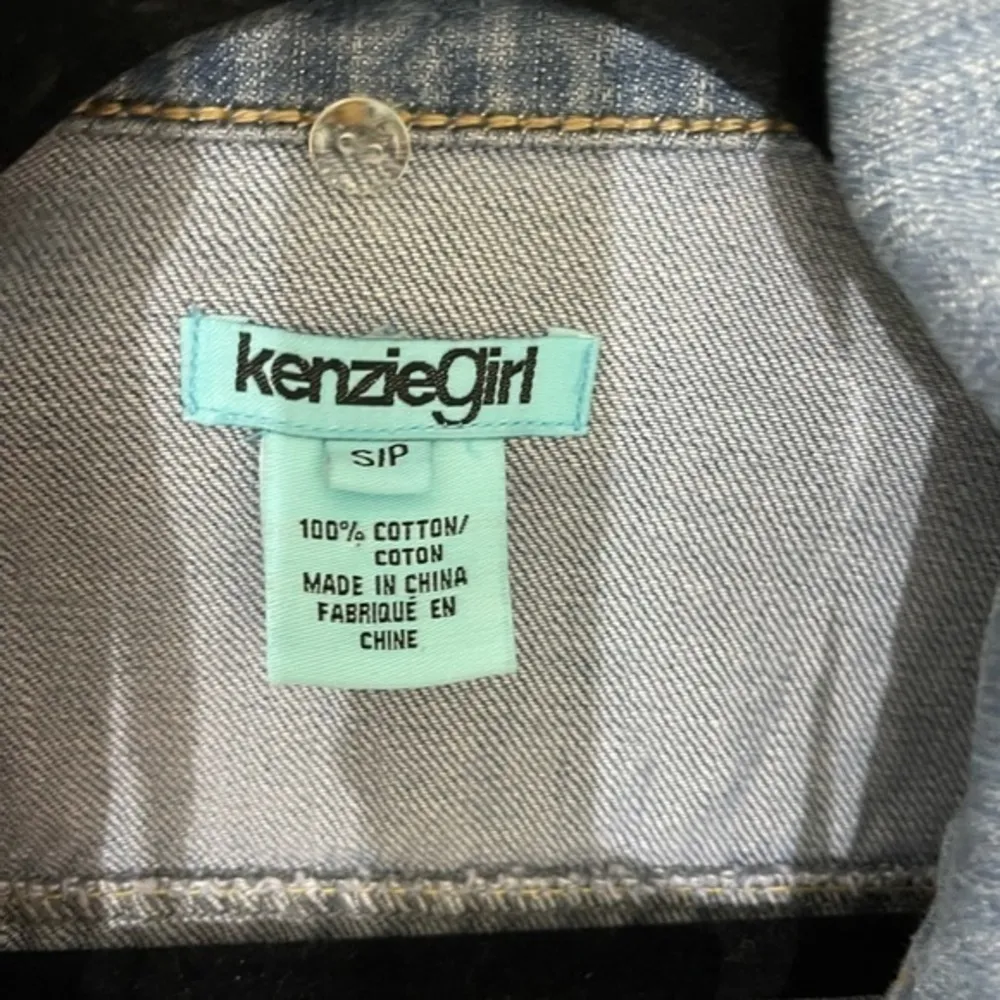 kenziegirl
S/P
100% COTTON/
COTON
MADE IN CHINA
FABRIQUÉ EN
CHINE